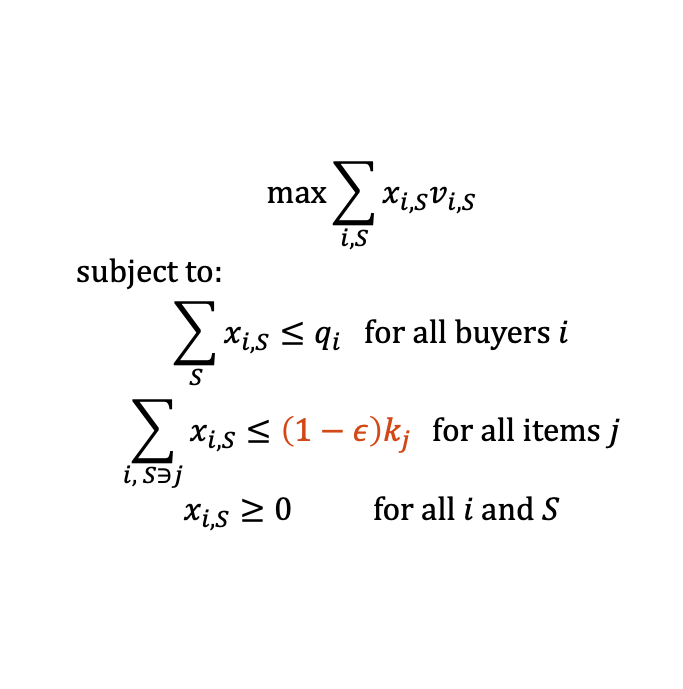 max ∑_{i,S} x_{i,S} v_{i,S}
subject to:
∑_{S} x_{i,S} ≤ q_i for all buyers i
∑_{i, S∋j} x_{i,S} ≤ (1 − ϵ)k_j for all items j
x_{i,S} ≥ 0 for all i and S